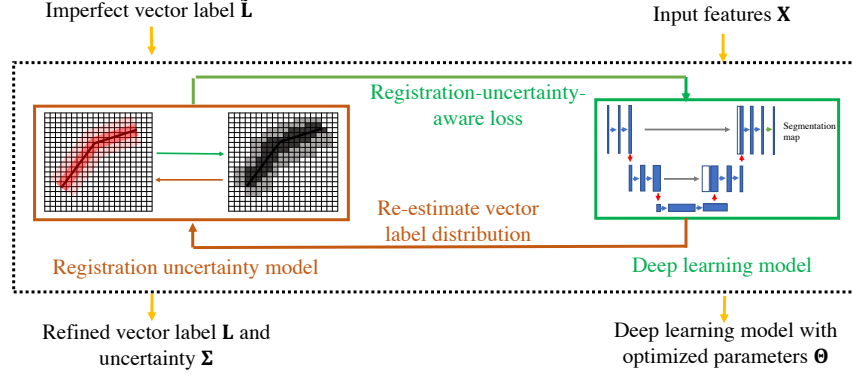 Imperfect vector label L̃
Input features X
Registration-uncertainty-
aware loss
Segmentation
map
Re-estimate vector
label distribution
Registration uncertainty model
Deep learning model
Refined vector label L and
uncertainty Σ
Deep learning model with
optimized parameters Θ